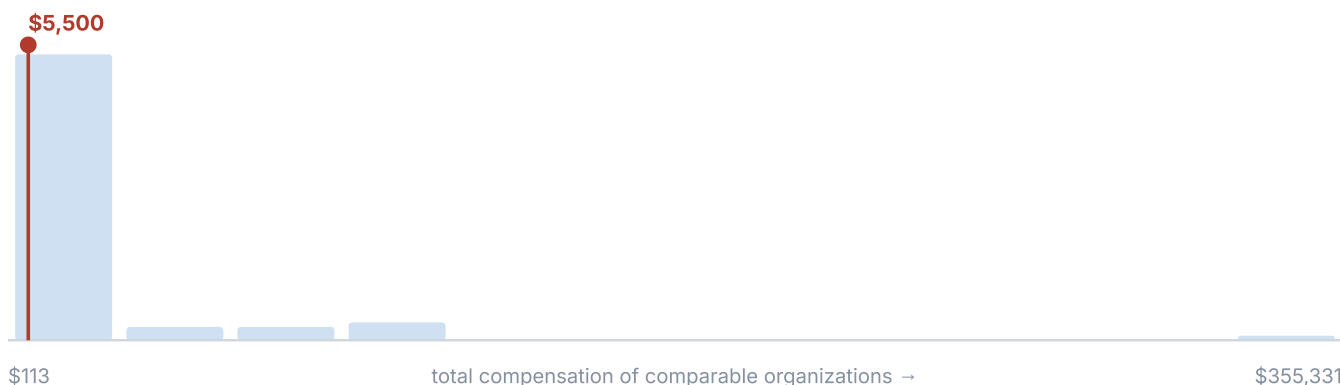 $5,500
$113 total compensation of comparable organizations → $355,331